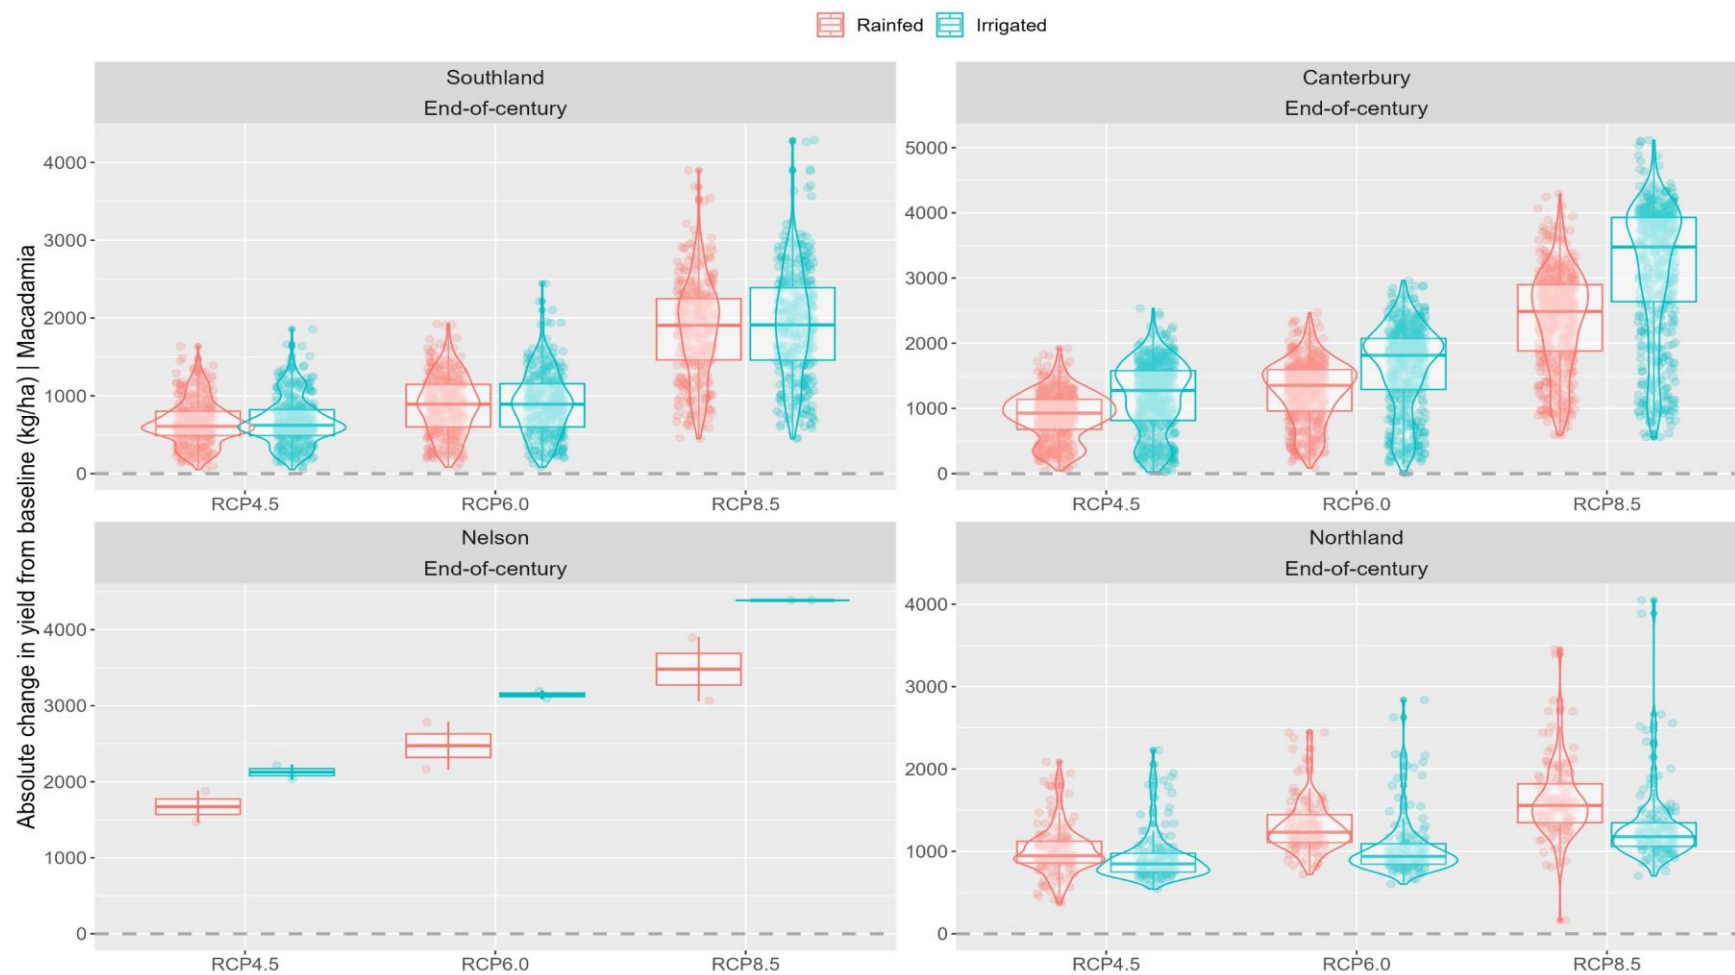 Rainfed Irrigated
Absolute change in yield from baseline (kg/ha) | Macadamia
Southland
End-of-century
4000
3000
2000
1000
0
RCP4.5 RCP6.0 RCP8.5
Canterbury
End-of-century
5000
4000
3000
2000
1000
0
RCP4.5 RCP6.0 RCP8.5
Nelson
End-of-century
4000
3000
2000
1000
0
RCP4.5 RCP6.0 RCP8.5
Northland
End-of-century
4000
3000
2000
1000
0
RCP4.5 RCP6.0 RCP8.5